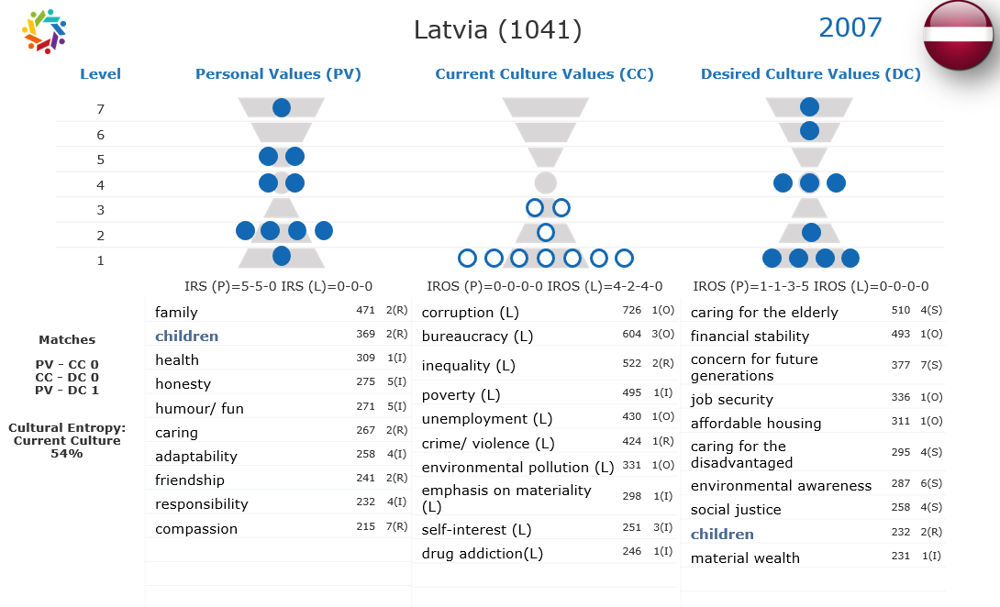 Latvia (1041)
2007
Level
Personal Values (PV)
Current Culture Values (CC)
Desired Culture Values (DC)
7
6
5
4
3
2
1
IRS (P)=5-5-0 IRS (L)=0-0-0
IROS (P)=0-0-0-0 IROS (L)=4-2-4-0
IROS (P)=1-1-3-5 IROS (L)=0-0-0-0
Matches
PV - CC 0
CC - DC 0
PV - DC 1
Cultural Entropy:
Current Culture
54%
family 471 2(R)
children 369 2(R)
health 309 1(I)
honesty 275 5(I)
humour/ fun 271 5(I)
caring 267 2(R)
adaptability 258 4(I)
friendship 241 2(R)
responsibility 232 4(I)
compassion 215 7(R)
corruption (L) 726 1(O)
bureaucracy (L) 604 3(O)
inequality (L) 522 2(R)
poverty (L) 495 1(I)
unemployment (L) 430 1(O)
crime/ violence (L) 424 1(R)
environmental pollution (L) 331 1(O)
emphasis on materiality
(L) 298 1(I)
self-interest (L) 251 3(I)
drug addiction(L) 246 1(I)
caring for the elderly 510 4(S)
financial stability 493 1(O)
concern for future
generations 377 7(S)
job security 336 1(O)
affordable housing 311 1(O)
caring for the
disadvantaged 295 4(S)
environmental awareness 287 6(S)
social justice 258 4(S)
children 232 2(R)
material wealth 231 1(I)